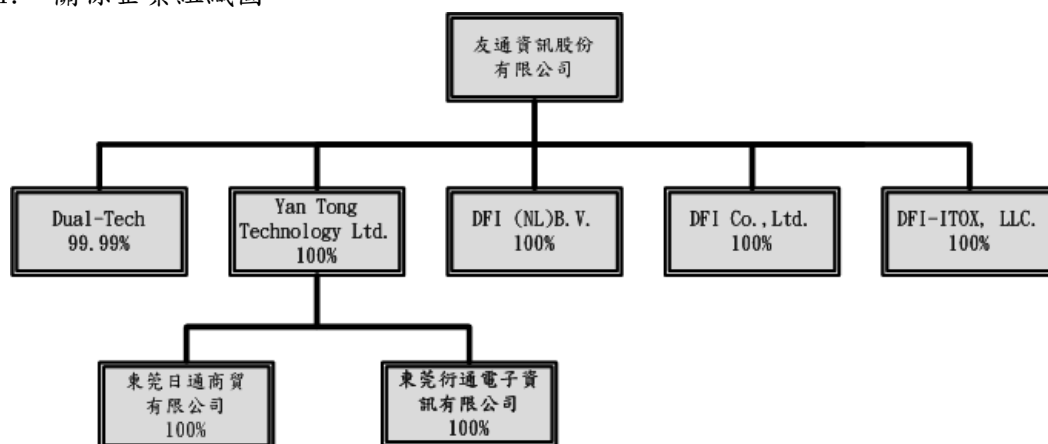 關係企業組織圖
友通資訊股份
有限公司
Dual-Tech
99.99%
Yan Tong
Technology Ltd.
100%
DFI (NL)B.V.
100%
DFI Co.,Ltd.
100%
DFI-ITOX, LLC.
100%
東莞日通商貿
有限公司
100%
東莞衍通電子資
訊有限公司
100%